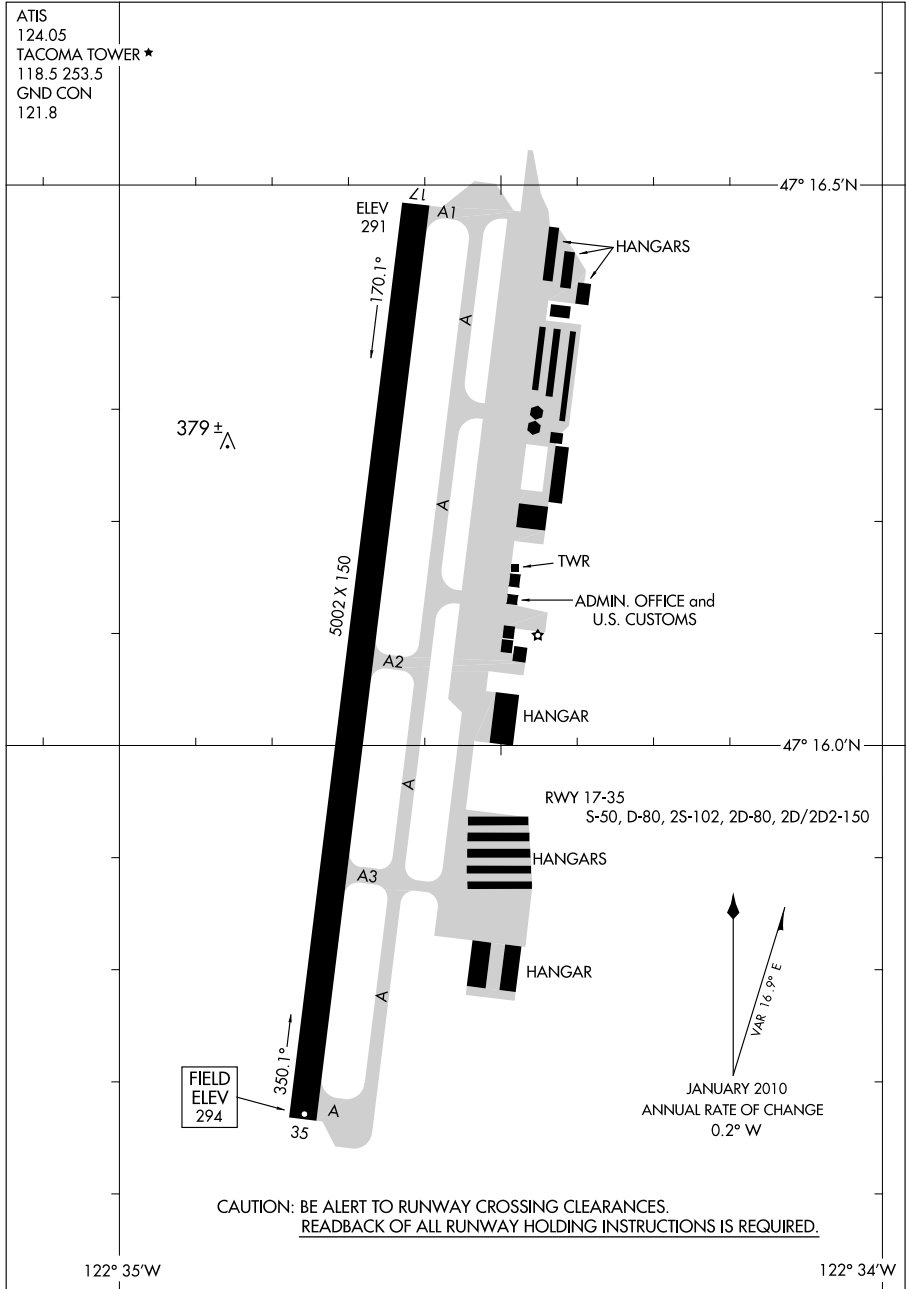 ATIS
124.05
TACOMA TOWER ★
118.5 253.5
GND CON
121.8
47° 16.5'N
17
ELEV
291
A1
HANGARS
170.1°
A
379 ±
A
5002 X 150
TWR
ADMIN. OFFICE and
U.S. CUSTOMS
A2
HANGAR
47° 16.0'N
A
RWY 17-35
S-50, D-80, 2S-102, 2D-80, 2D/2D2-150
HANGARS
A3
HANGAR
A
VAR 16.9° E
350.1°
FIELD
ELEV
294
A
35
JANUARY 2010
ANNUAL RATE OF CHANGE
0.2° W
CAUTION: BE ALERT TO RUNWAY CROSSING CLEARANCES.
READBACK OF ALL RUNWAY HOLDING INSTRUCTIONS IS REQUIRED.
122° 35'W
122° 34'W